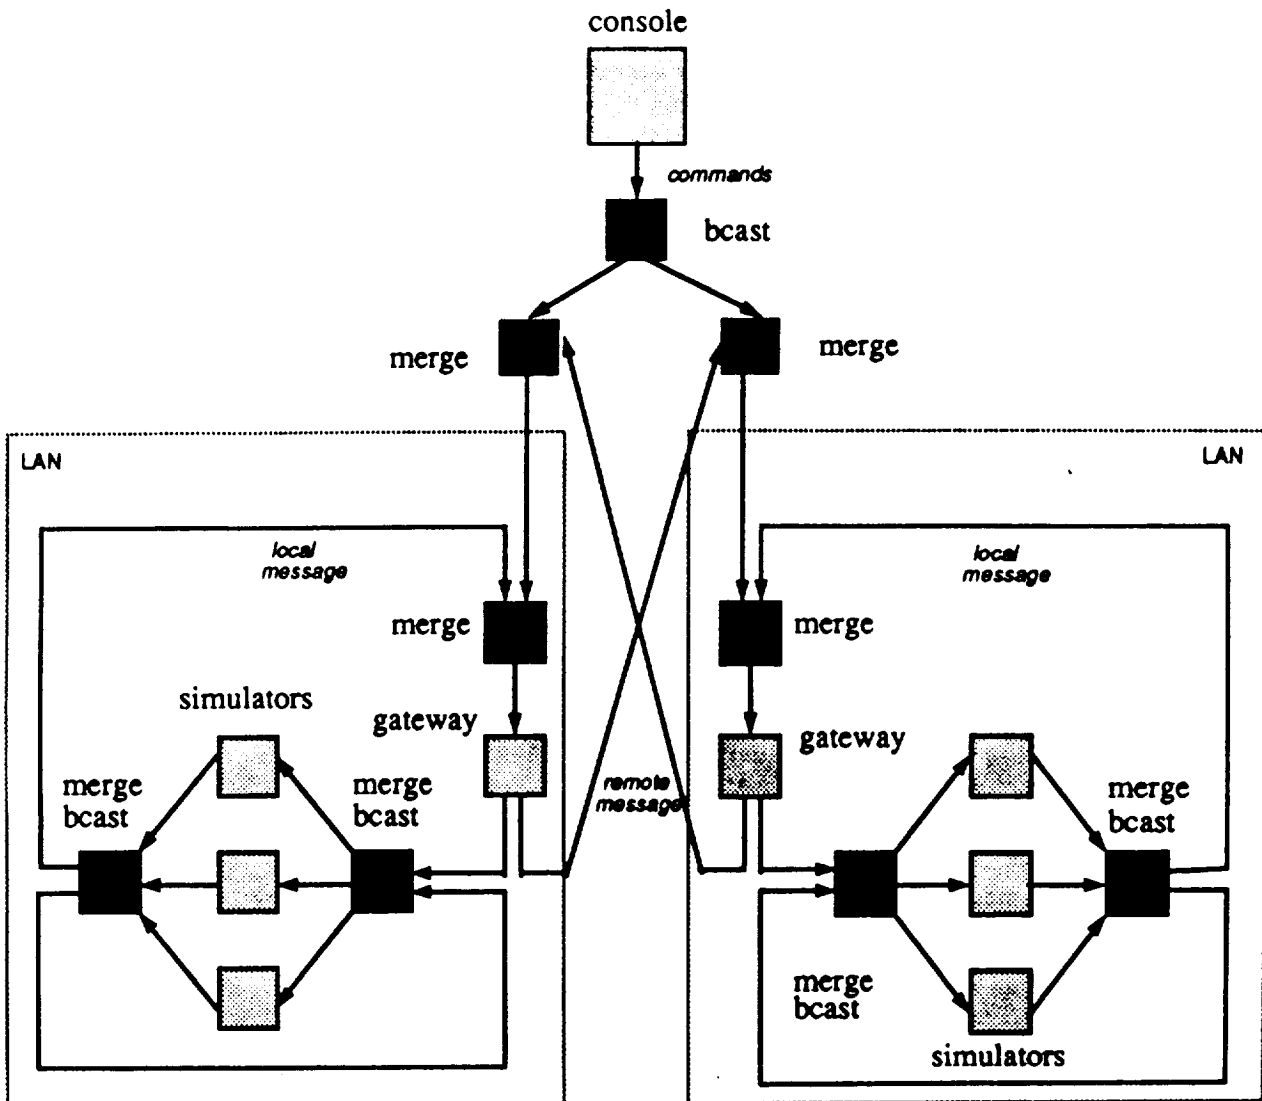 console
commands
bcast
merge
merge
LAN
LAN
local
message
local
message
merge
merge
simulators
gateway
gateway
merge
bcast
merge
bcast
remote
message
merge
bcast
merge
bcast
simulators